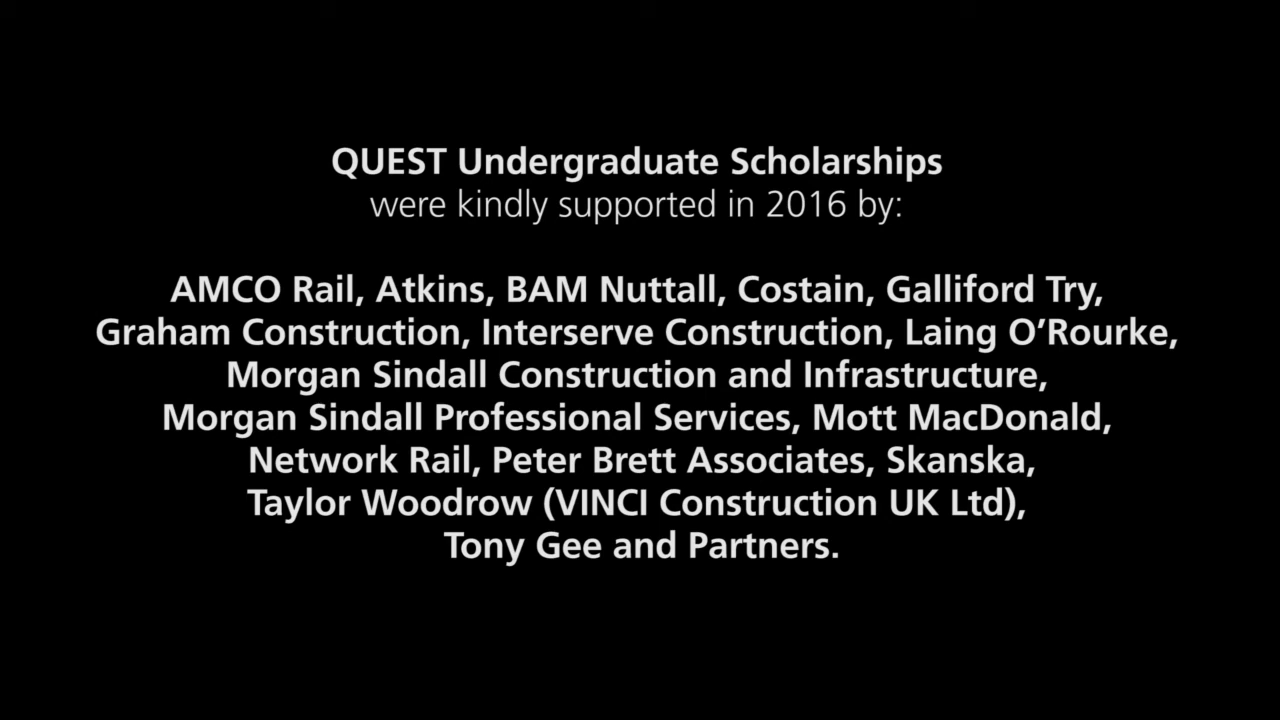 QUEST Undergraduate Scholarships
were kindly supported in 2016 by:
AMCO Rail, Atkins, BAM Nuttall, Costain, Galliford Try,
Graham Construction, Interserve Construction, Laing O’Rourke,
Morgan Sindall Construction and Infrastructure,
Morgan Sindall Professional Services, Mott MacDonald,
Network Rail, Peter Brett Associates, Skanska,
Taylor Woodrow (VINCI Construction UK Ltd),
Tony Gee and Partners.